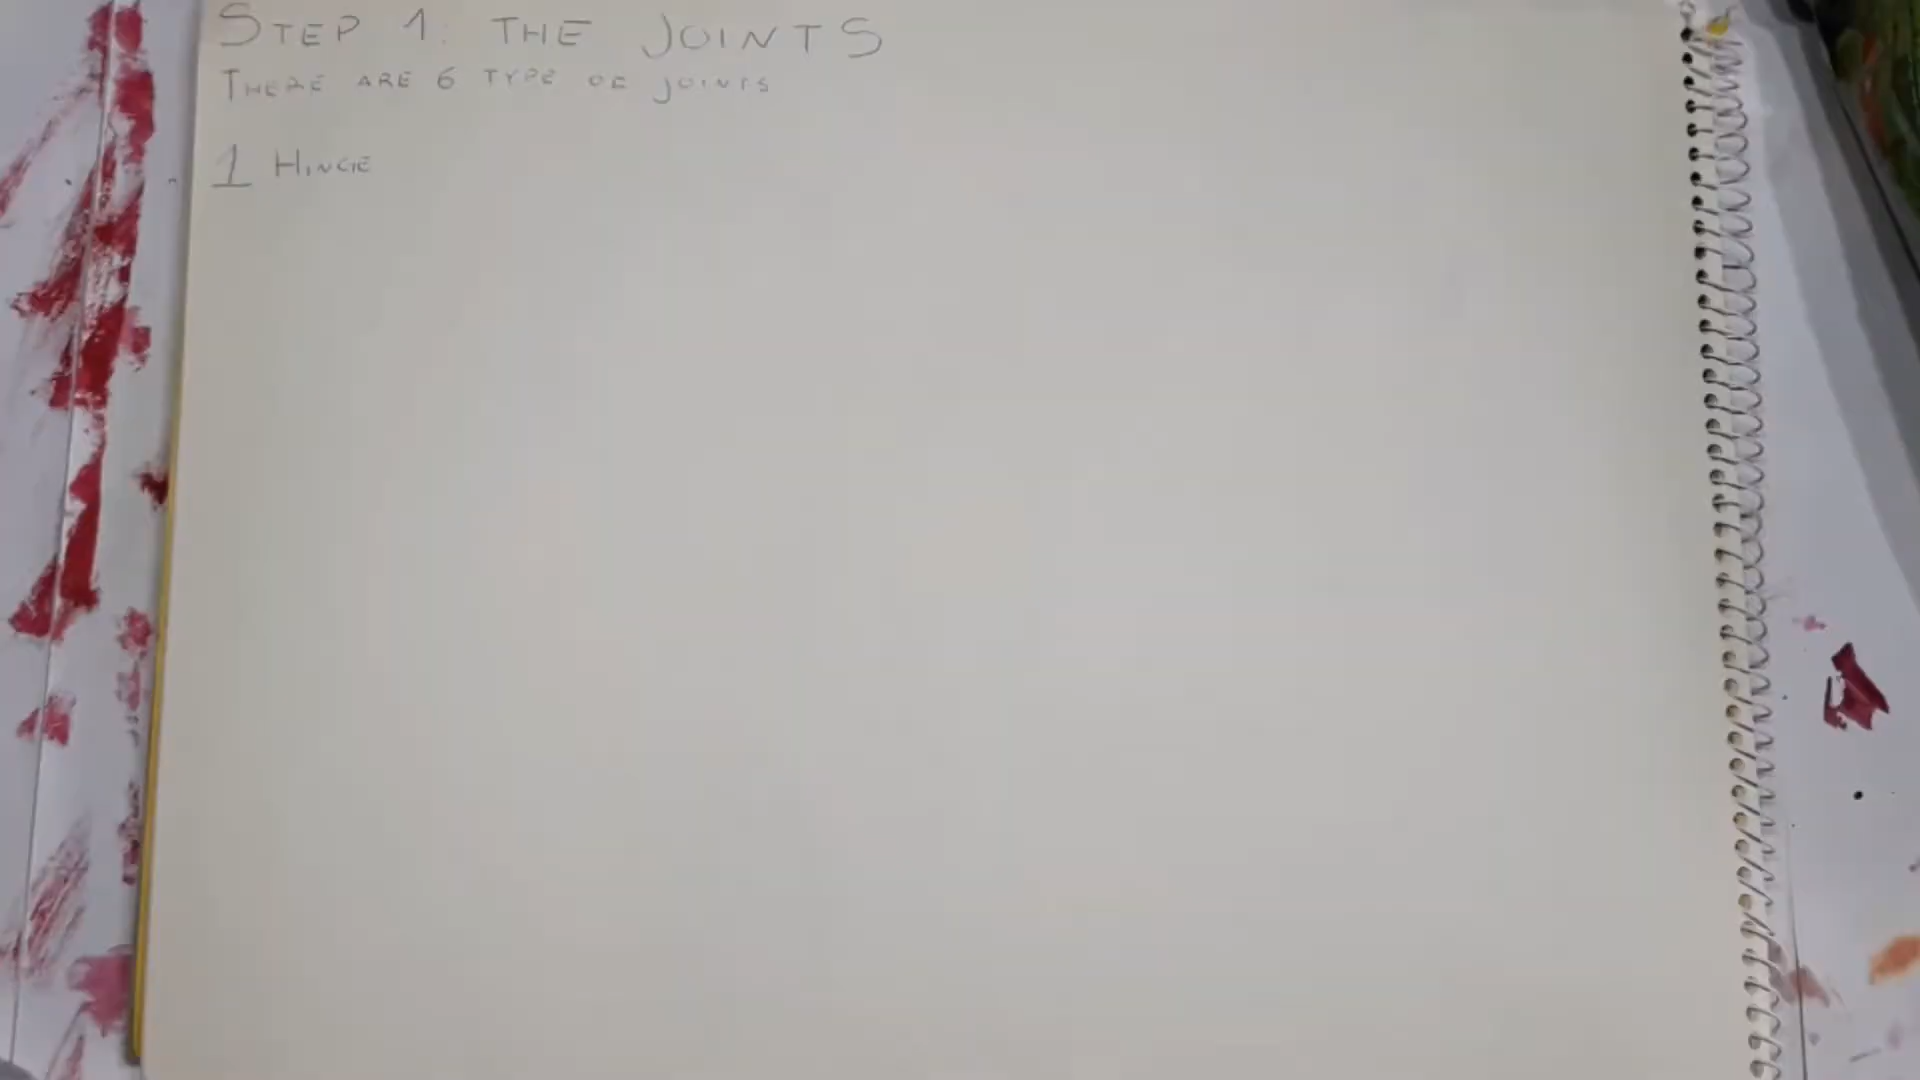 STEP 1: THE JOINTS
THERE ARE 6 TYPE OF JOINTS
1 HINGE